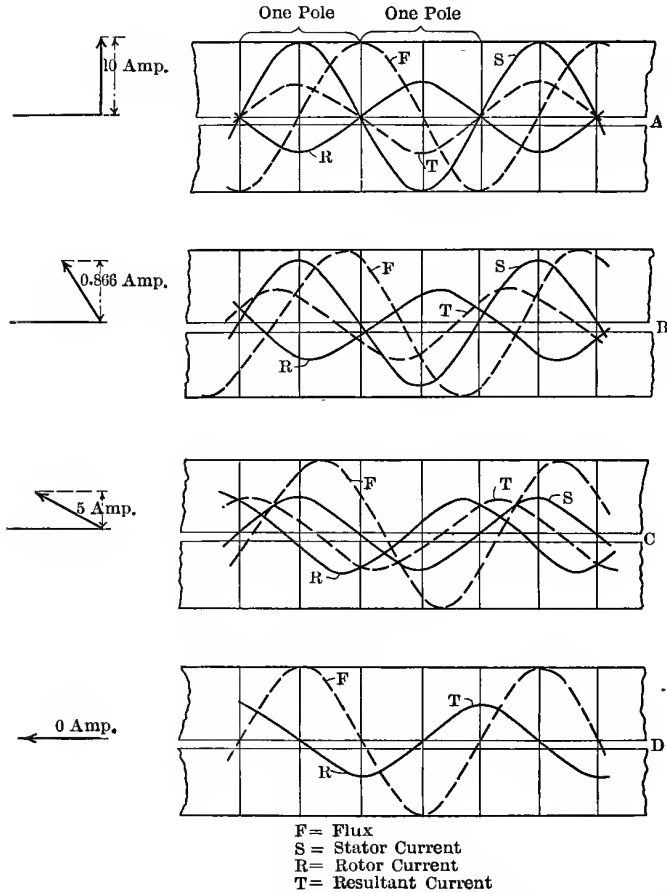 One Pole One Pole
10 Amp.
F
S
R
T
A
0.866 Amp.
F
S
T
R
B
5 Amp.
F
T
S
R
C
0 Amp.
F
T
R
D
F= Flux
S = Stator Current
R= Rotor Current
T= Resultant Current